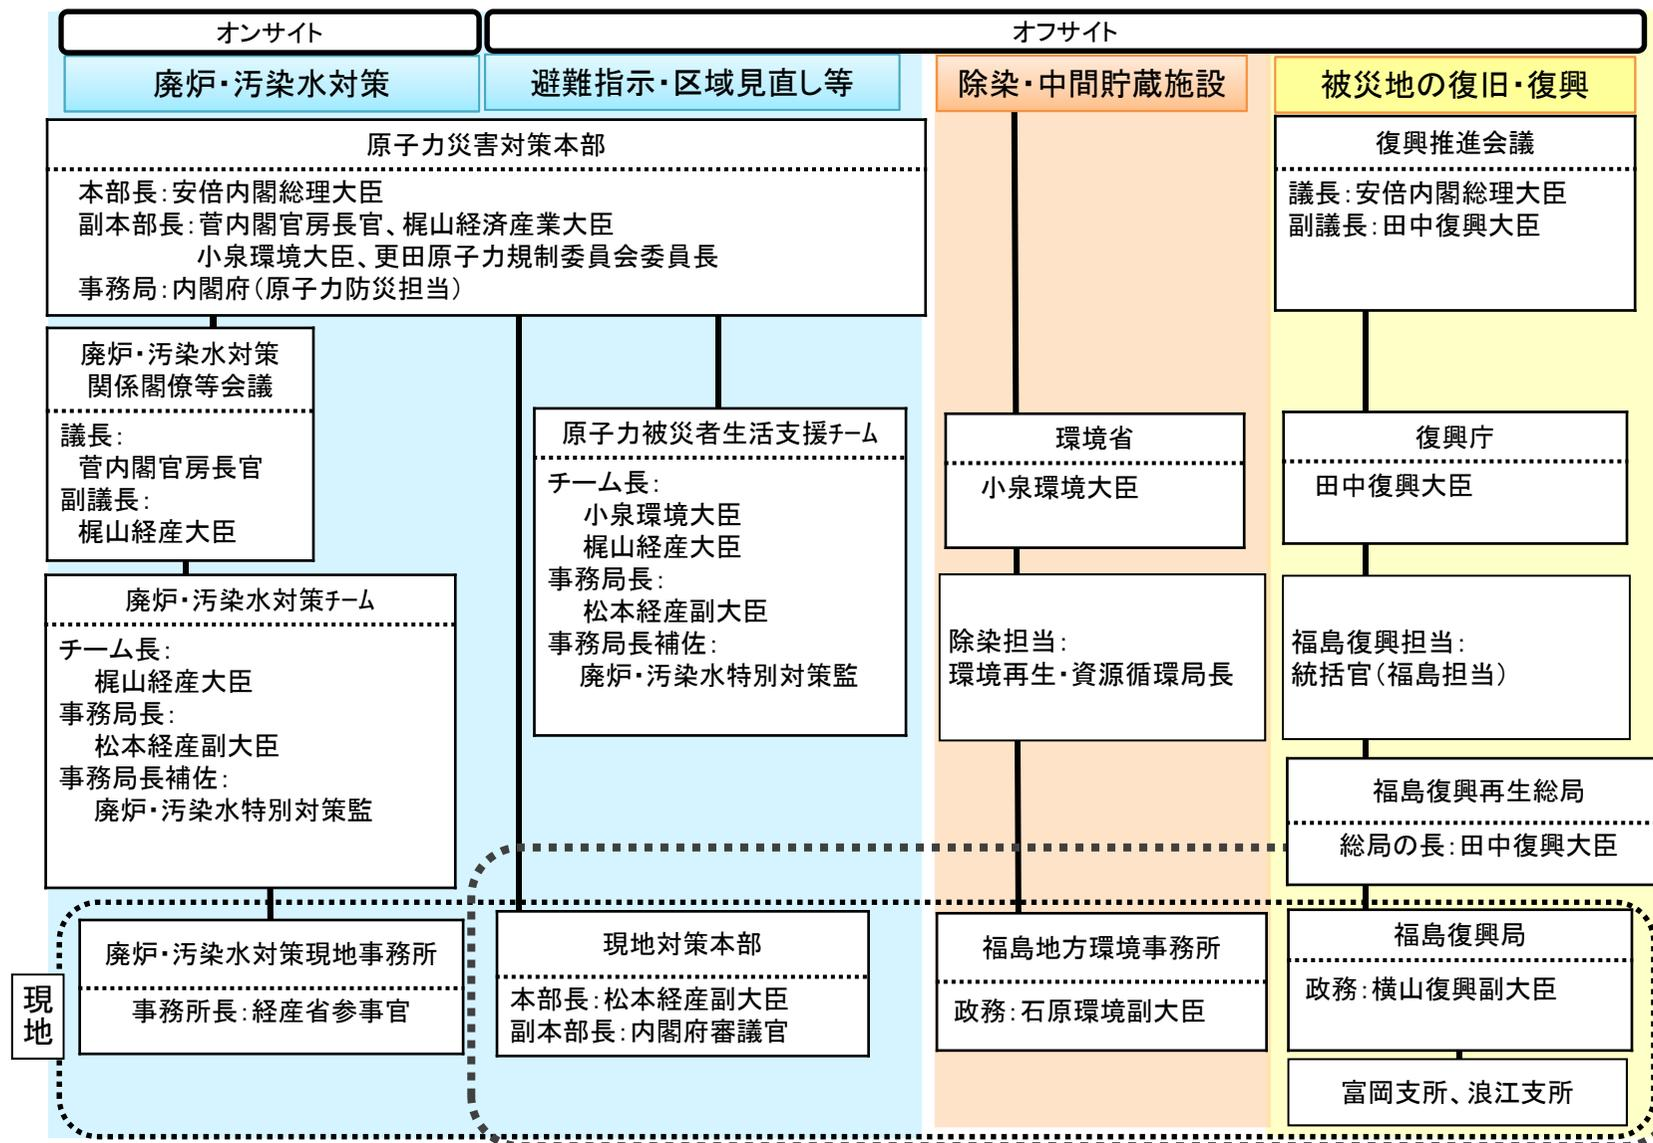 オンサイト
オフサイト
廃炉・汚染水対策
避難指示・区域見直し等
除染・中間貯蔵施設
被災地の復旧・復興
原子力災害対策本部
本部長：安倍内閣総理大臣
副本部長：菅内閣官房長官、梶山経済産業大臣
小泉環境大臣、更田原子力規制委員会委員長
事務局：内閣府（原子力防災担当）
復興推進会議
議長：安倍内閣総理大臣
副議長：田中復興大臣
廃炉・汚染水対策
関係閣僚等会議
議長：
菅内閣官房長官
副議長：
梶山経産大臣
原子力被災者生活支援ﾁｰﾑ
チーム長：
小泉環境大臣
梶山経産大臣
事務局長：
松本経産副大臣
事務局長補佐：
廃炉・汚染水特別対策監
環境省
小泉環境大臣
復興庁
田中復興大臣
廃炉・汚染水対策ﾁｰﾑ
チーム長：
梶山経産大臣
事務局長：
松本経産副大臣
事務局長補佐：
廃炉・汚染水特別対策監
除染担当：
環境再生・資源循環局長
福島復興担当：
統括官（福島担当）
福島復興再生総局
総局の長：田中復興大臣
現地
廃炉・汚染水対策現地事務所
事務所長：経産省参事官
現地対策本部
本部長：松本経産副大臣
副本部長：内閣府審議官
福島地方環境事務所
政務：石原環境副大臣
福島復興局
政務：横山復興副大臣
富岡支所、浪江支所